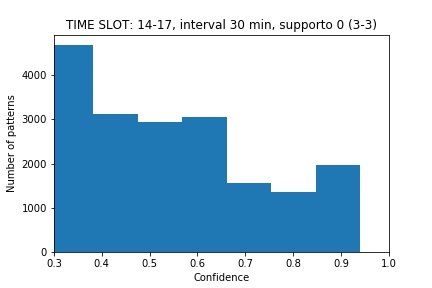 TIME SLOT: 14-17, interval 30 min, supporto 0 (3-3)
4000
3000
2000
1000
0
Number of patterns
0.3 0.4 0.5 0.6 0.7 0.8 0.9 1.0
Confidence